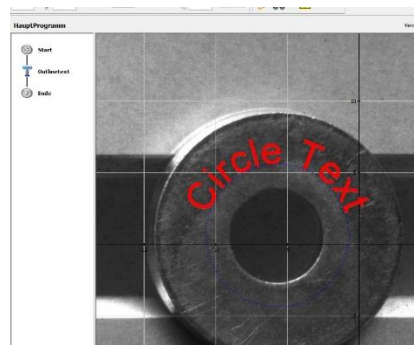 HauptProgramm
Start
Outlinetext
Ende
Circle Text